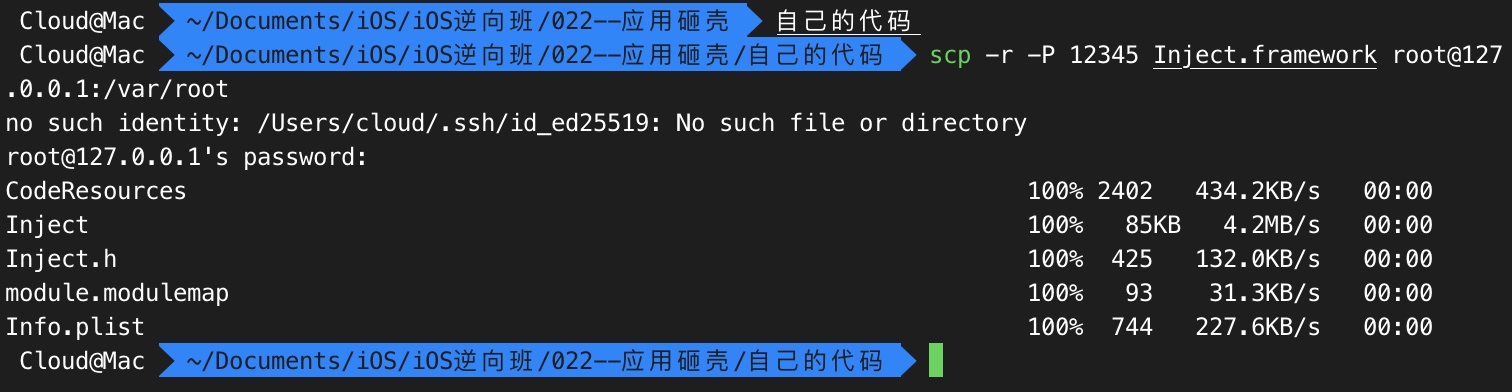 Cloud@Mac ~/Documents/iOS/iOS逆向班/022--应用砸壳 自己的代码
Cloud@Mac ~/Documents/iOS/iOS逆向班/022--应用砸壳/自己的代码 scp -r -P 12345 Inject.framework root@127
.0.0.1:/var/root
no such identity: /Users/cloud/.ssh/id_ed25519: No such file or directory
root@127.0.0.1's password:
CodeResources 100% 2402 434.2KB/s 00:00
Inject 100% 85KB 4.2MB/s 00:00
Inject.h 100% 425 132.0KB/s 00:00
module.modulemap 100% 93 31.3KB/s 00:00
Info.plist 100% 744 227.6KB/s 00:00
Cloud@Mac ~/Documents/iOS/iOS逆向班/022--应用砸壳/自己的代码